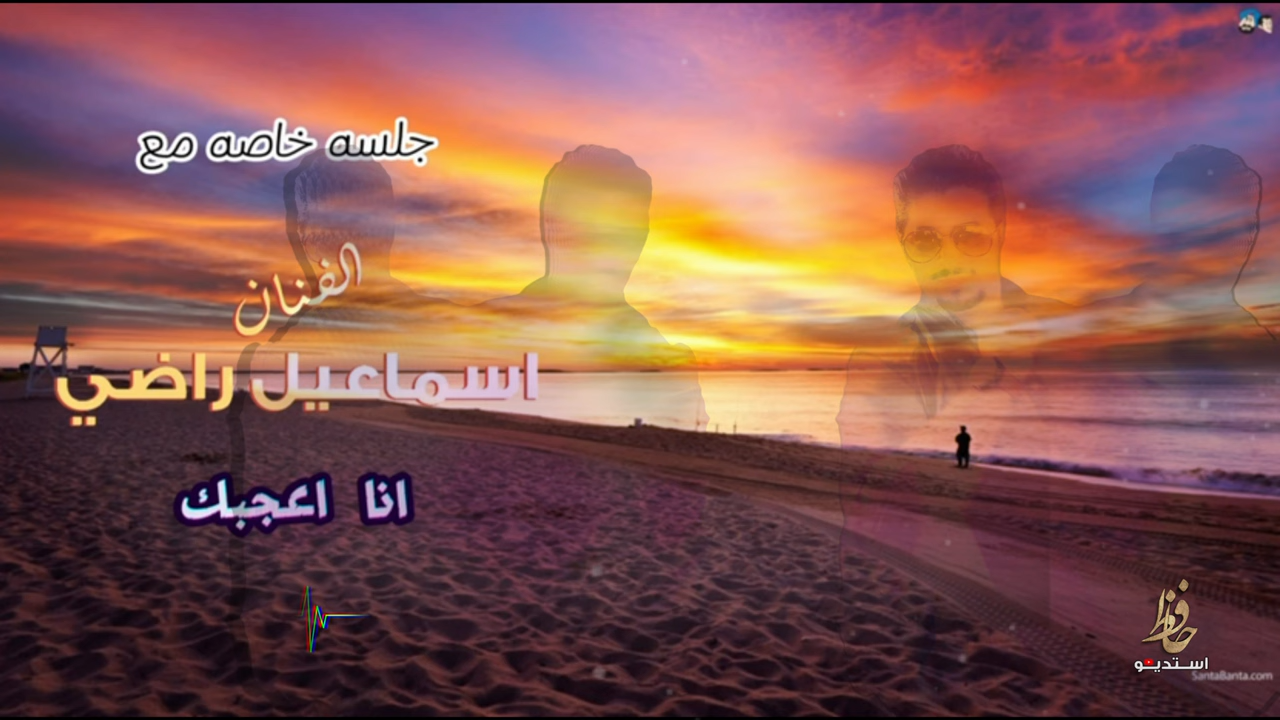 جلسه خاصه مع
الفنان
اسماعيل راضي
انا اعجبك
حافظ
استديو
SantaBanta.com